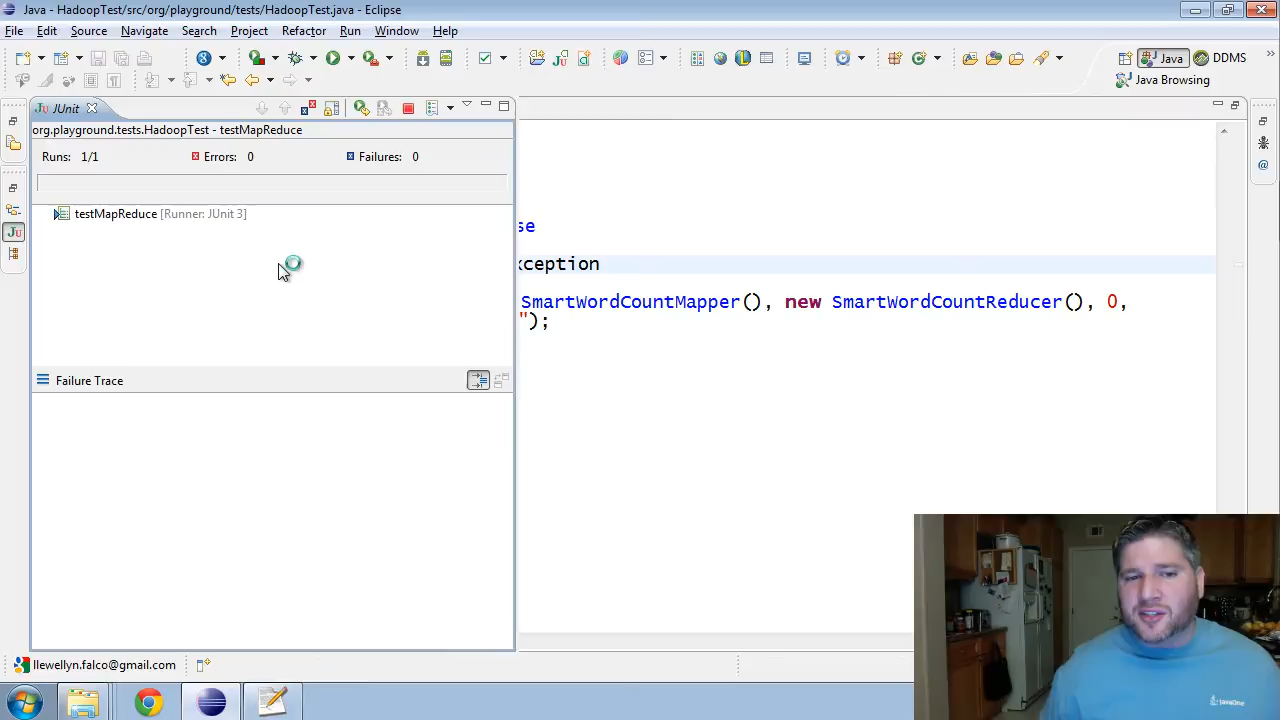 Java - HadoopTest/src/org/playground/tests/HadoopTest.java - Eclipse
File Edit Source Navigate Search Project Refactor Run Window Help
Java DDMS
Java Browsing
JUnit
org.playground.tests.HadoopTest - testMapReduce
Runs: 1/1 Errors: 0 Failures: 0
testMapReduce [Runner: JUnit 3]
se
xception
SmartWordCountMapper(), new SmartWordCountReducer(), 0,
");
Failure Trace
llewellyn.falco@gmail.com
JavaOne